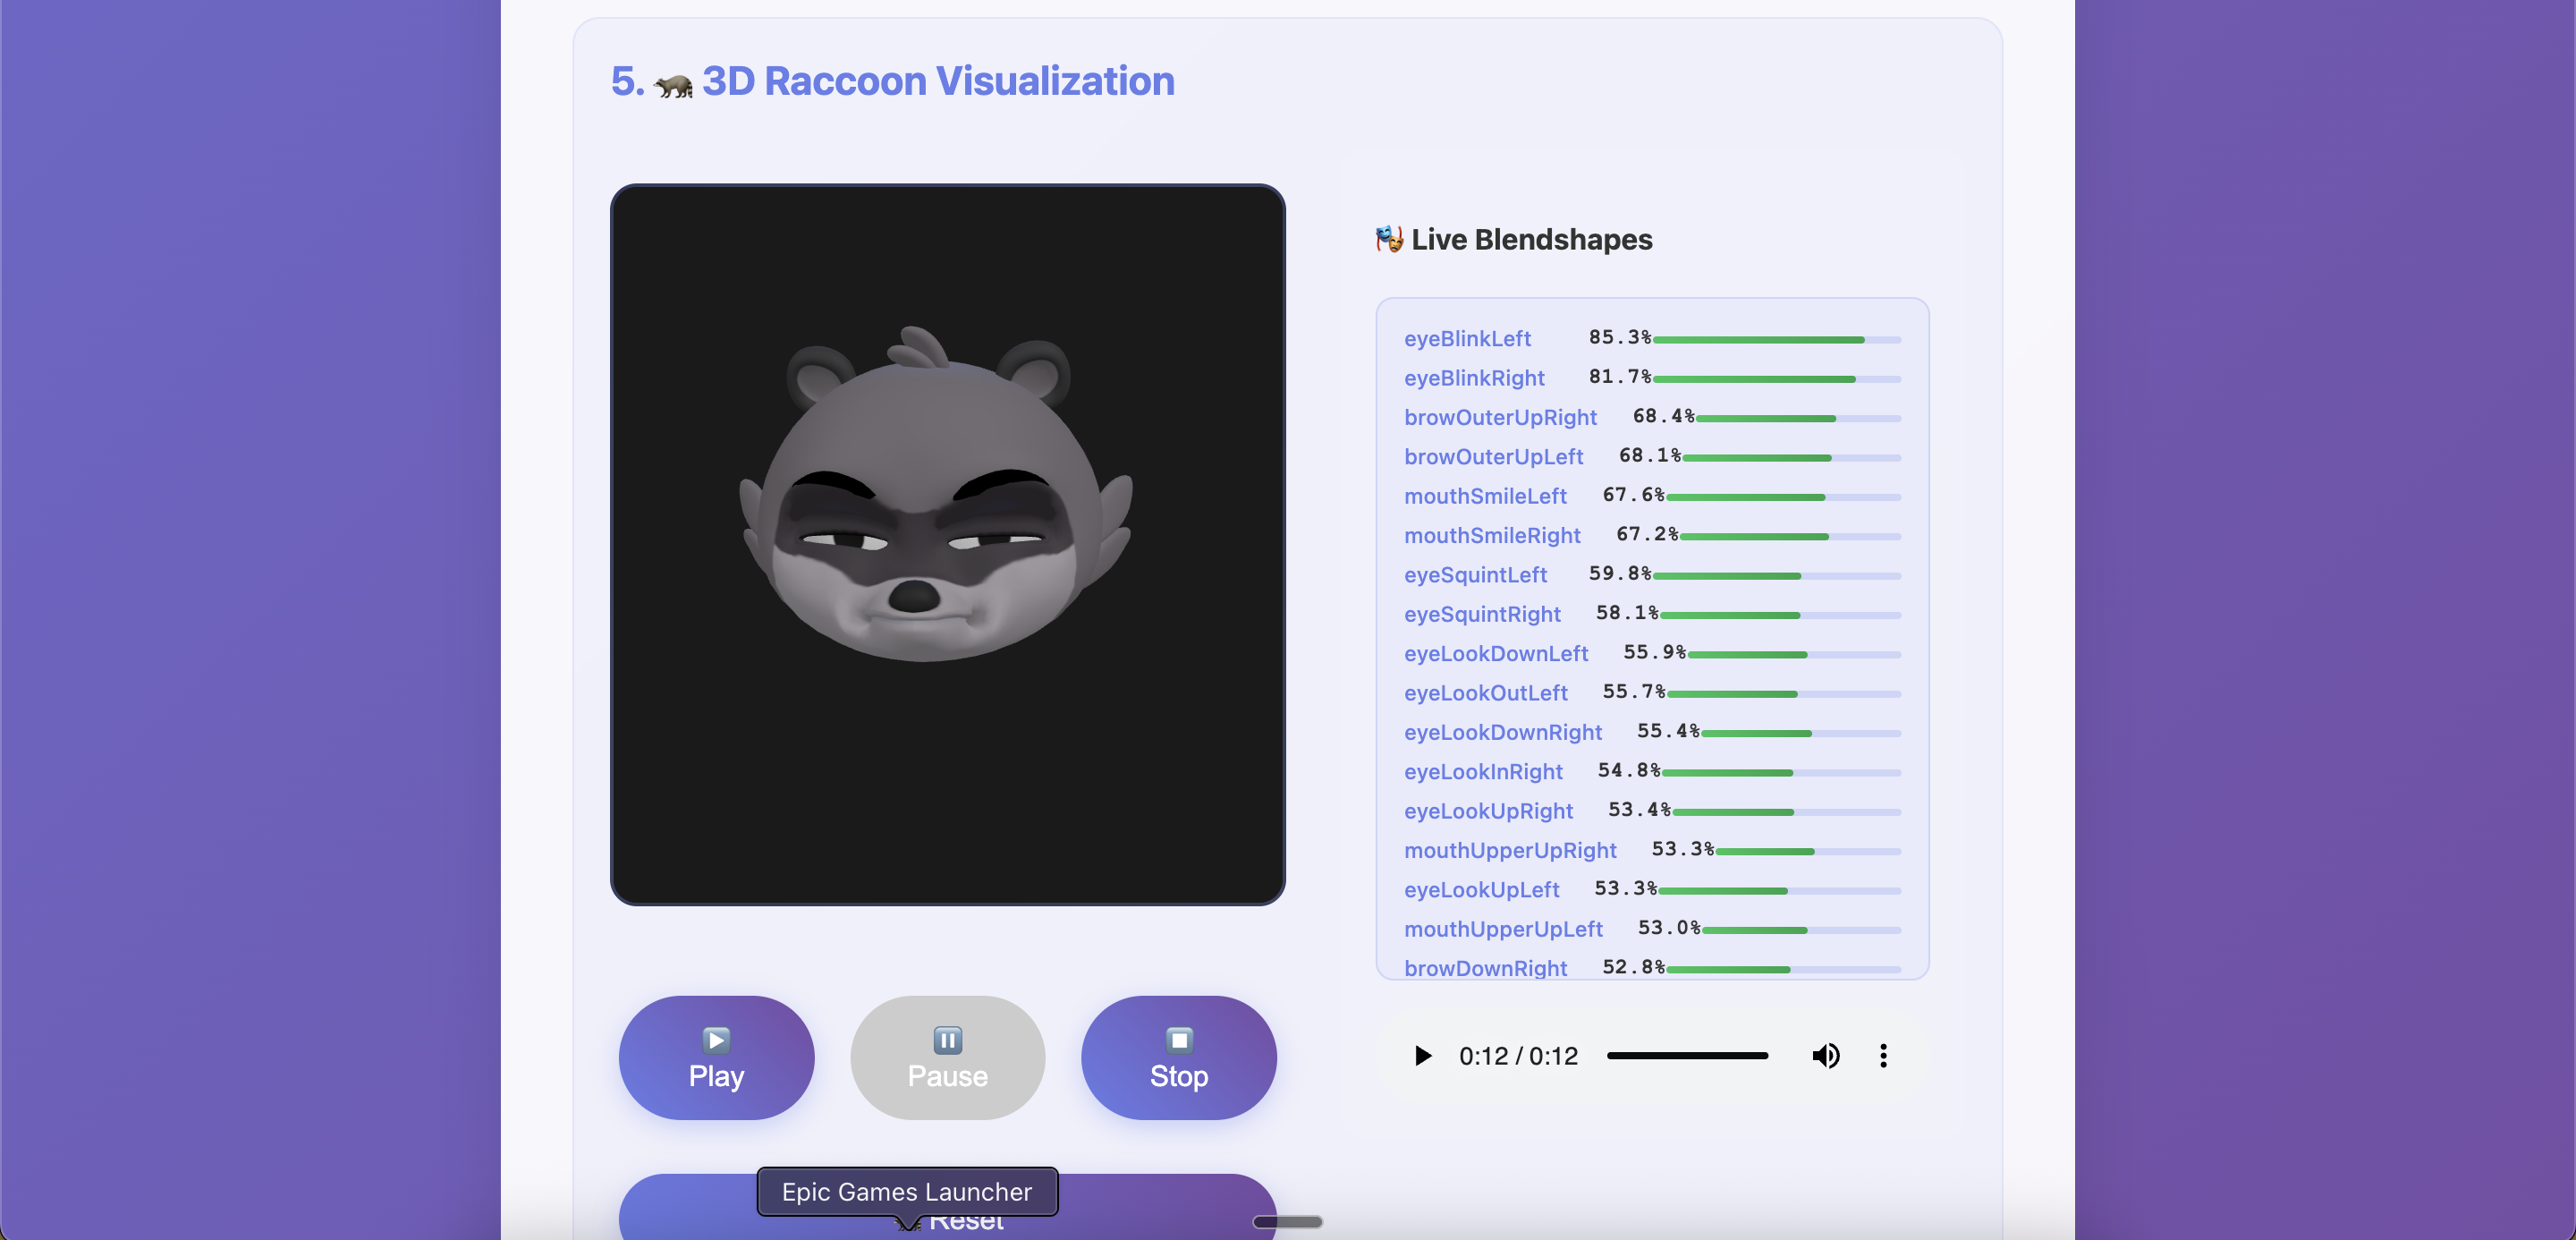 5. 🦝 3D Raccoon Visualization
🎭 Live Blendshapes
eyeBlinkLeft 85.3%
eyeBlinkRight 81.7%
browOuterUpRight 68.4%
browOuterUpLeft 68.1%
mouthSmileLeft 67.6%
mouthSmileRight 67.2%
eyeSquintLeft 59.8%
eyeSquintRight 58.1%
eyeLookDownLeft 55.9%
eyeLookOutLeft 55.7%
eyeLookDownRight 55.4%
eyeLookInRight 54.8%
eyeLookUpRight 53.4%
mouthUpperUpRight 53.3%
eyeLookUpLeft 53.3%
mouthUpperUpLeft 53.0%
browDownRight 52.8%
0:12 / 0:12
Play
Pause
Stop
Epic Games Launcher
Reset